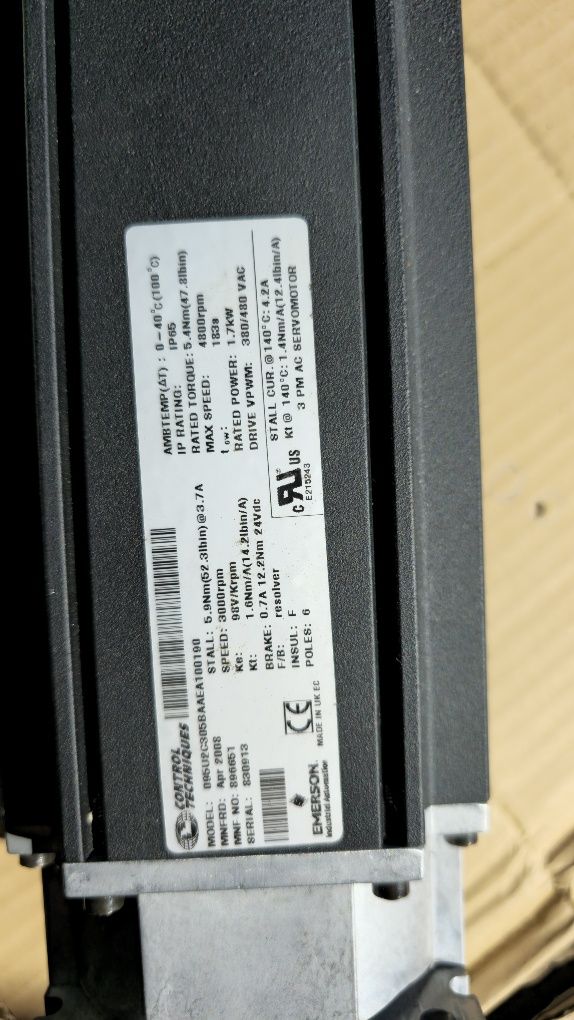 CONTROL
TECHNIQUES
MODEL: 095U2C305BAAEA100190
MNFRD: Apr 2008
MNF NO: 896651
SERIAL: 830913
EMERSON.
Industrial Automation
CE
MADE IN UK EC
STALL: 5.9Nm(52.3lbin)@3.7A
SPEED: 3000rpm
Ke: 98V/Krpm
Kt: 1.6Nm/A(14.2lbin/A)
BRAKE: 0.7A 12.2Nm 24Vdc
F/B: resolver
INSUL: F
POLES: 6
AMBTEMP(ΔT): 0-40°C(100°C)
IP RATING: IP65
RATED TORQUE: 5.4Nm(47.8lbin)
MAX SPEED: 4800rpm
183s
RATED POWER: 1.7kW
DRIVE VPWM: 380/480 VAC
c UR US
E215243
STALL CUR. @140°C: 4.2A
Kt @ 140°C: 1.4Nm/A(12.4lbin/A)
3 PM AC SERVOMOTOR